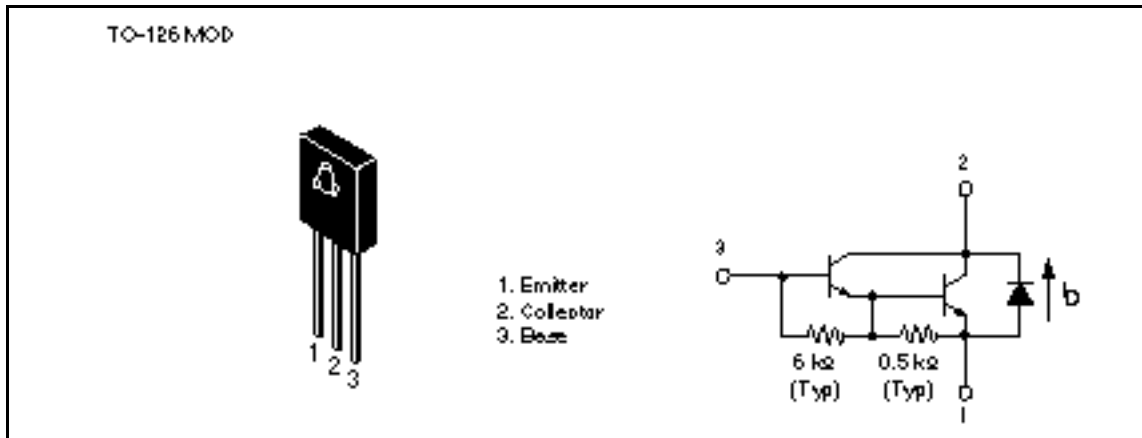 TO-126 MOD
1
2
3
1. Emitter
2. Collector
3. Base
2
3
I_D
6 kΩ
(Typ)
0.5 kΩ
(Typ)
1